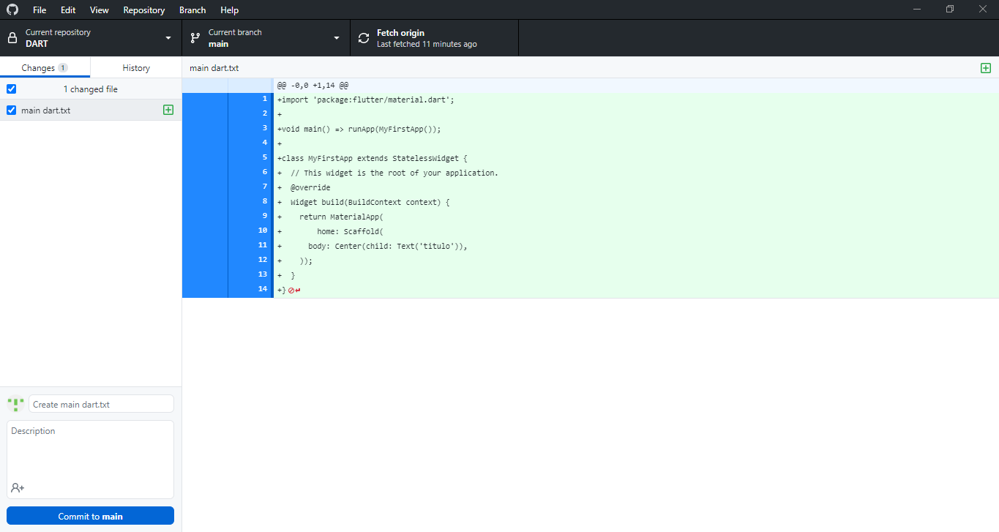 File Edit View Repository Branch Help
Current repository
DART
Current branch
main
Fetch origin
Last fetched 11 minutes ago
Changes 1
History
main dart.txt
1 changed file
main dart.txt
@@ -0,0 +1,14 @@
1 +import 'package:flutter/material.dart';
2 +
3 +void main() => runApp(MyFirstApp());
4 +
5 +class MyFirstApp extends StatelessWidget {
6 +  // This widget is the root of your application.
7 +  @override
8 +  Widget build(BuildContext context) {
9 +    return MaterialApp(
10 +        home: Scaffold(
11 +      body: Center(child: Text('titulo')),
12 +    ));
13 +  }
14 +}
Create main dart.txt
Description
Commit to main